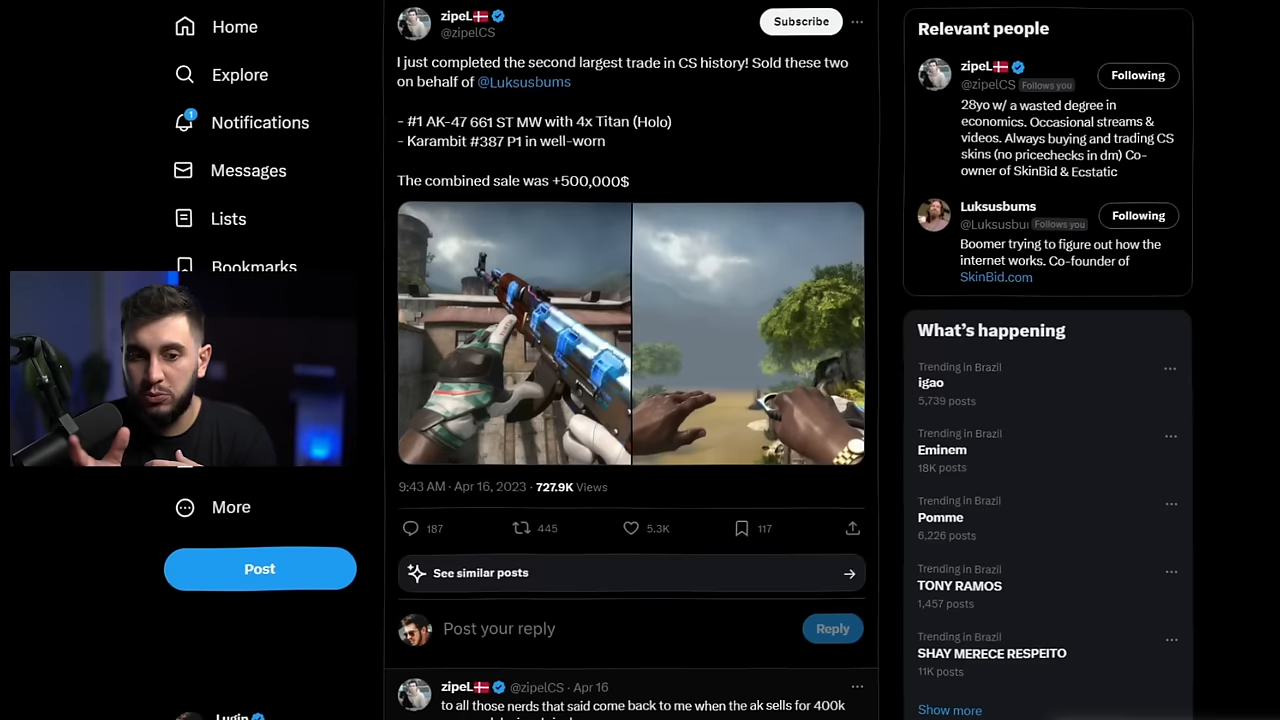 Home
Explore
1
Notifications
Messages
Lists
Bookmarks
More
Post
Lugin
zipeL
@zipelCS
Subscribe
I just completed the second largest trade in CS history! Sold these two
on behalf of @Luksusbums
- #1 AK-47 661 ST MW with 4x Titan (Holo)
- Karambit #387 P1 in well-worn
The combined sale was +500,000$
9:43 AM · Apr 16, 2023 · 727.9K Views
187
445
5.3K
117
See similar posts
Post your reply
Reply
zipeL @zipelCS · Apr 16
to all those nerds that said come back to me when the ak sells for 400k
Relevant people
zipeL
@zipelCS Follows you
Following
28yo w/ a wasted degree in
economics. Occasional streams &
videos. Always buying and trading CS
skins (no pricechecks in dm) Co-
owner of SkinBid & Ecstatic
Luksusbums
@Luksusbu Follows you
Following
Boomer trying to figure out how the
internet works. Co-founder of
SkinBid.com
What's happening
Trending in Brazil
igao
5,739 posts
Trending in Brazil
Eminem
18K posts
Trending in Brazil
Pomme
6,226 posts
Trending in Brazil
TONY RAMOS
1,457 posts
Trending in Brazil
SHAY MERECE RESPEITO
11K posts
Show more